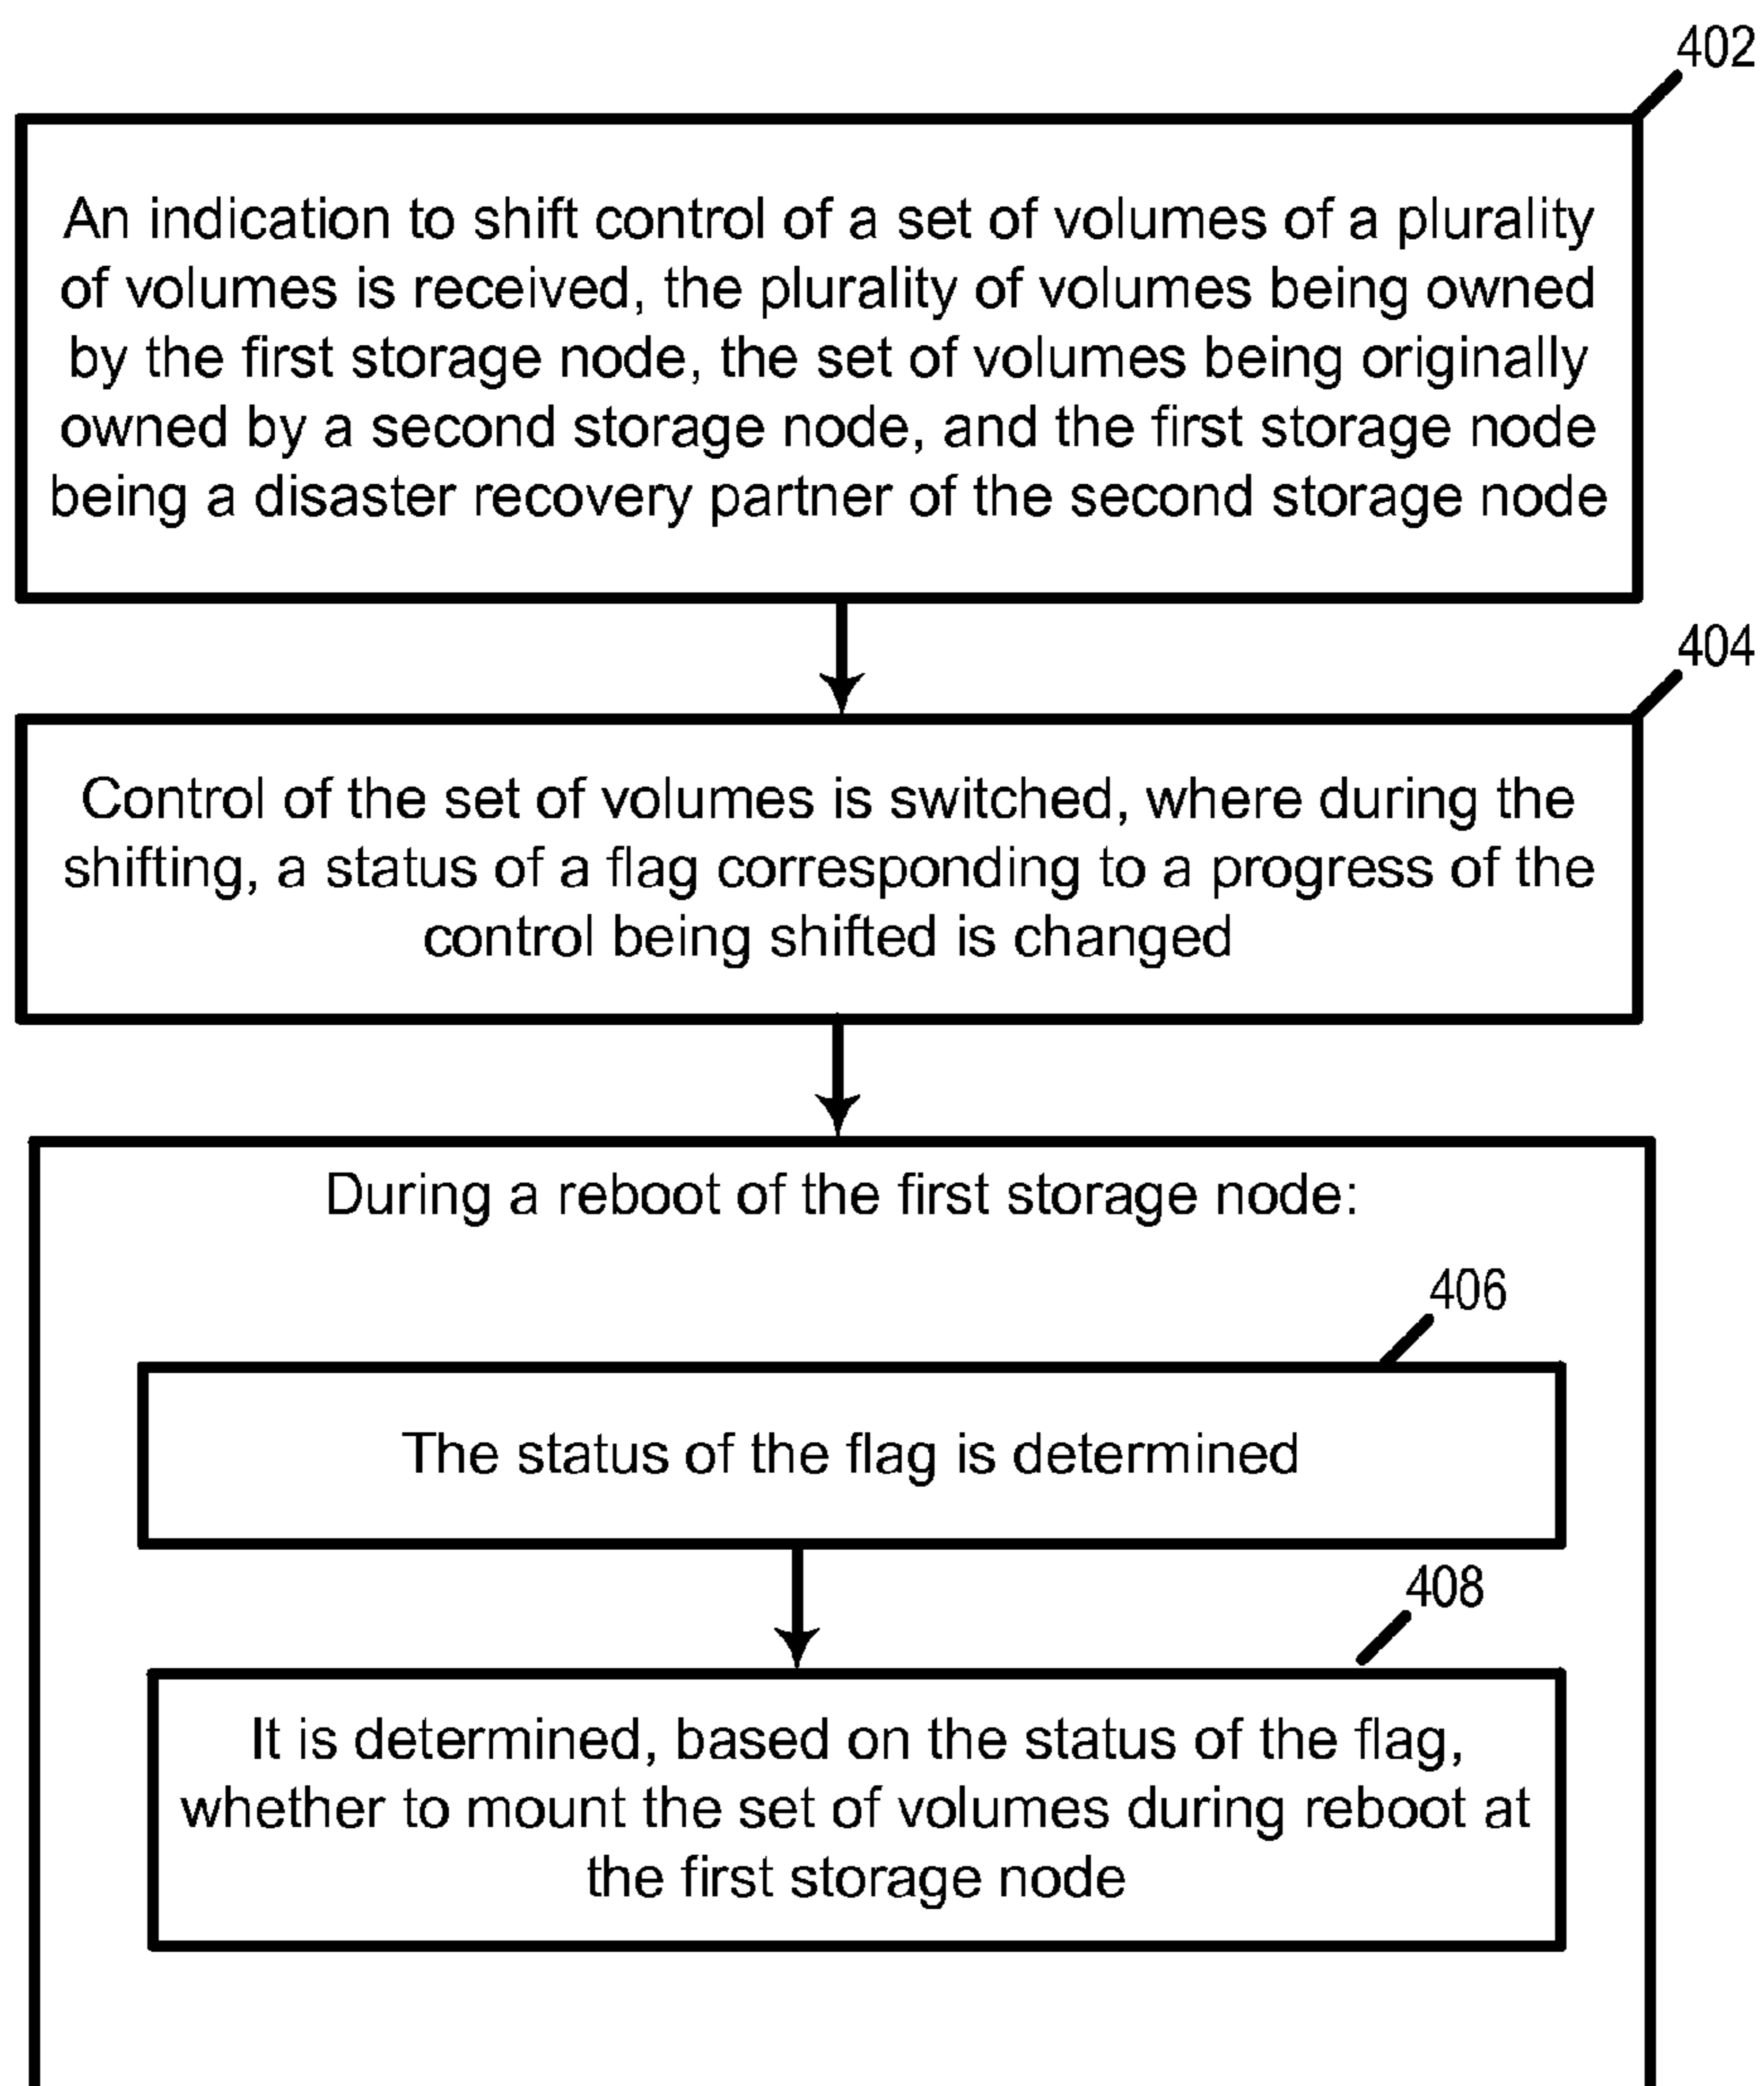 402
An indication to shift control of a set of volumes of a plurality
of volumes is received, the plurality of volumes being owned
by the first storage node, the set of volumes being originally
owned by a second storage node, and the first storage node
being a disaster recovery partner of the second storage node
404
Control of the set of volumes is switched, where during the
shifting, a status of a flag corresponding to a progress of the
control being shifted is changed
During a reboot of the first storage node:
406
The status of the flag is determined
408
It is determined, based on the status of the flag,
whether to mount the set of volumes during reboot at
the first storage node